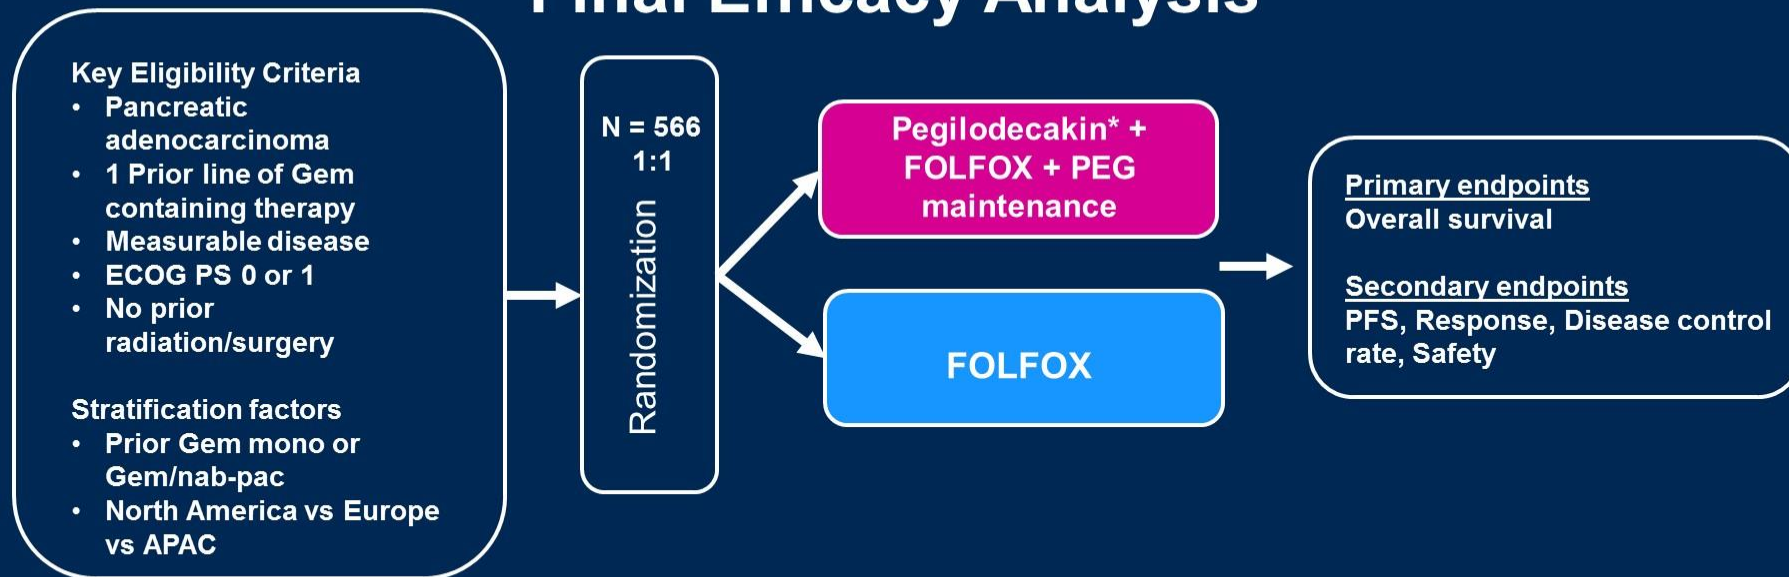 Final Efficacy Analysis
Key Eligibility Criteria
• Pancreatic
adenocarcinoma
• 1 Prior line of Gem
containing therapy
• Measurable disease
• ECOG PS 0 or 1
• No prior
radiation/surgery
Stratification factors
• Prior Gem mono or
Gem/nab-pac
• North America vs Europe
vs APAC
N = 566
1:1
Randomization
Pegilodecakin* +
FOLFOX + PEG
maintenance
FOLFOX
Primary endpoints
Overall survival
Secondary endpoints
PFS, Response, Disease control
rate, Safety